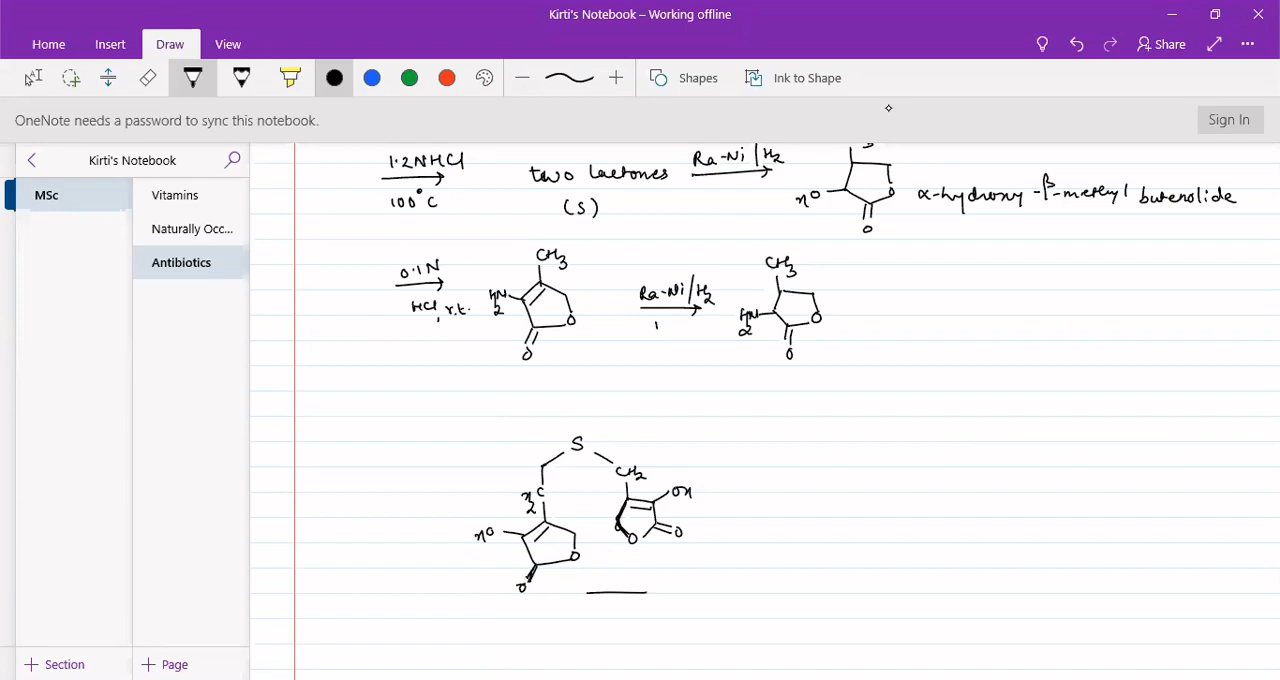 Kirti's Notebook – Working offline
Home Insert Draw View Share
Shapes Ink to Shape
OneNote needs a password to sync this notebook. Sign In
Kirti's Notebook
MSc
Vitamins
Naturally Occ...
Antibiotics
1.2NHCl
100°C
two lactones
(S)
Ra-Ni/H2
HO
O
O
α-hydroxy-β-methyl butenolide
0.1N
HCl, r.t.
CH3
H2N
O
O
Ra-Ni/H2
CH3
H2N
O
O
S
H2C
CH2
HO
OH
O
O
O
O
Section
Page